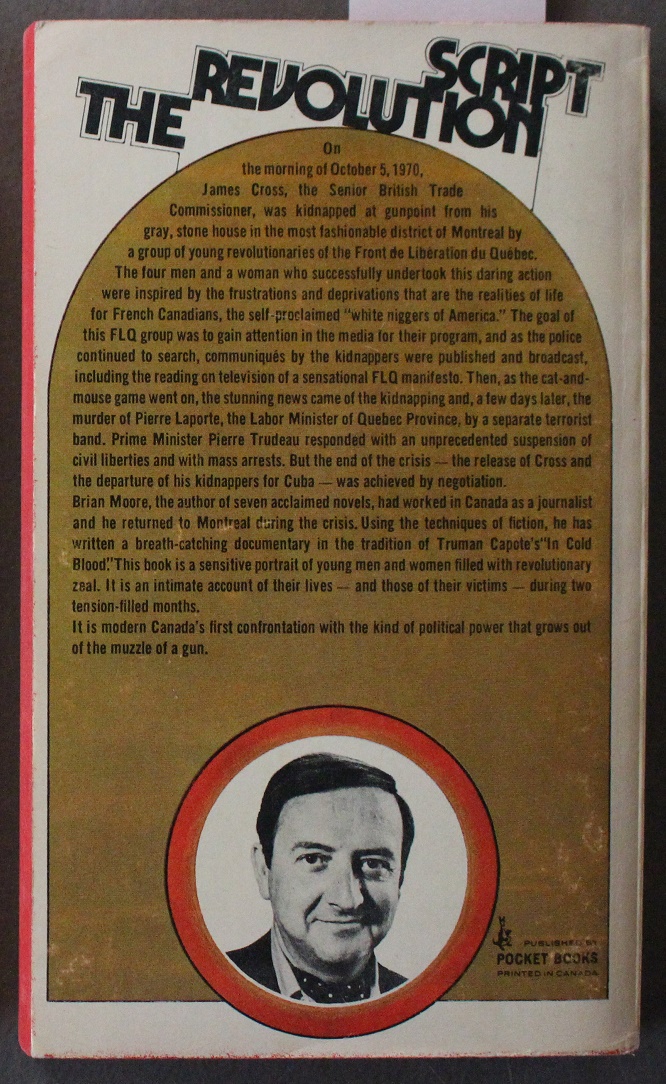 THE REVOLUTION SCRIPT
On
the morning of October 5, 1970,
James Cross, the Senior British Trade
Commissioner, was kidnapped at gunpoint from his
gray, stone house in the most fashionable district of Montreal by
a group of young revolutionaries of the Front de Libération du Québec.
The four men and a woman who successfully undertook this daring action
were inspired by the frustrations and deprivations that are the realities of life
for French Canadians, the self-proclaimed "white niggers of America." The goal of
this FLQ group was to gain attention in the media for their program, and as the police
continued to search, communiqués by the kidnappers were published and broadcast,
including the reading on television of a sensational FLQ manifesto. Then, as the cat-and-
mouse game went on, the stunning news came of the kidnapping and, a few days later, the
murder of Pierre Laporte, the Labor Minister of Quebec Province, by a separate terrorist
band. Prime Minister Pierre Trudeau responded with an unprecedented suspension of
civil liberties and with mass arrests. But the end of the crisis — the release of Cross and
the departure of his kidnappers for Cuba — was achieved by negotiation.
Brian Moore, the author of seven acclaimed novels, had worked in Canada as a journalist
and he returned to Montreal during the crisis. Using the techniques of fiction, he has
written a breath-catching documentary in the tradition of Truman Capote's "In Cold
Blood." This book is a sensitive portrait of young men and women filled with revolutionary
zeal. It is an intimate account of their lives — and those of their victims — during two
tension-filled months.
It is modern Canada's first confrontation with the kind of political power that grows out
of the muzzle of a gun.
PUBLISHED BY
POCKET BOOKS
PRINTED IN CANADA